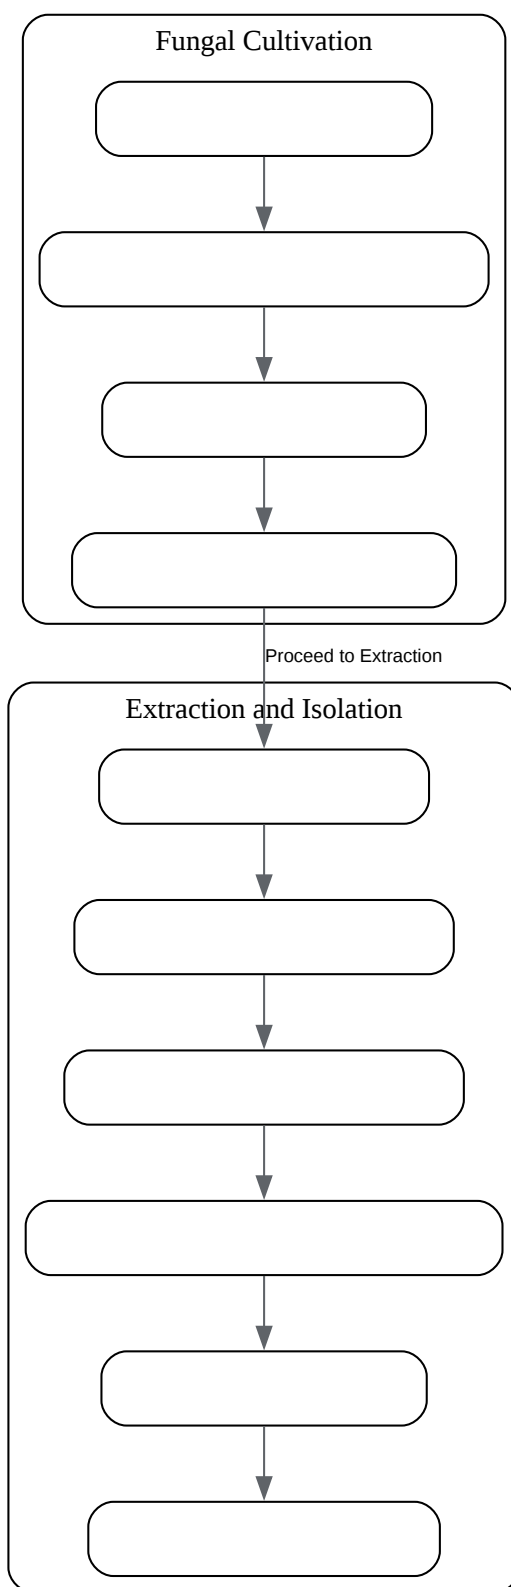 Fungal Cultivation
Proceed to Extraction
Extraction and Isolation